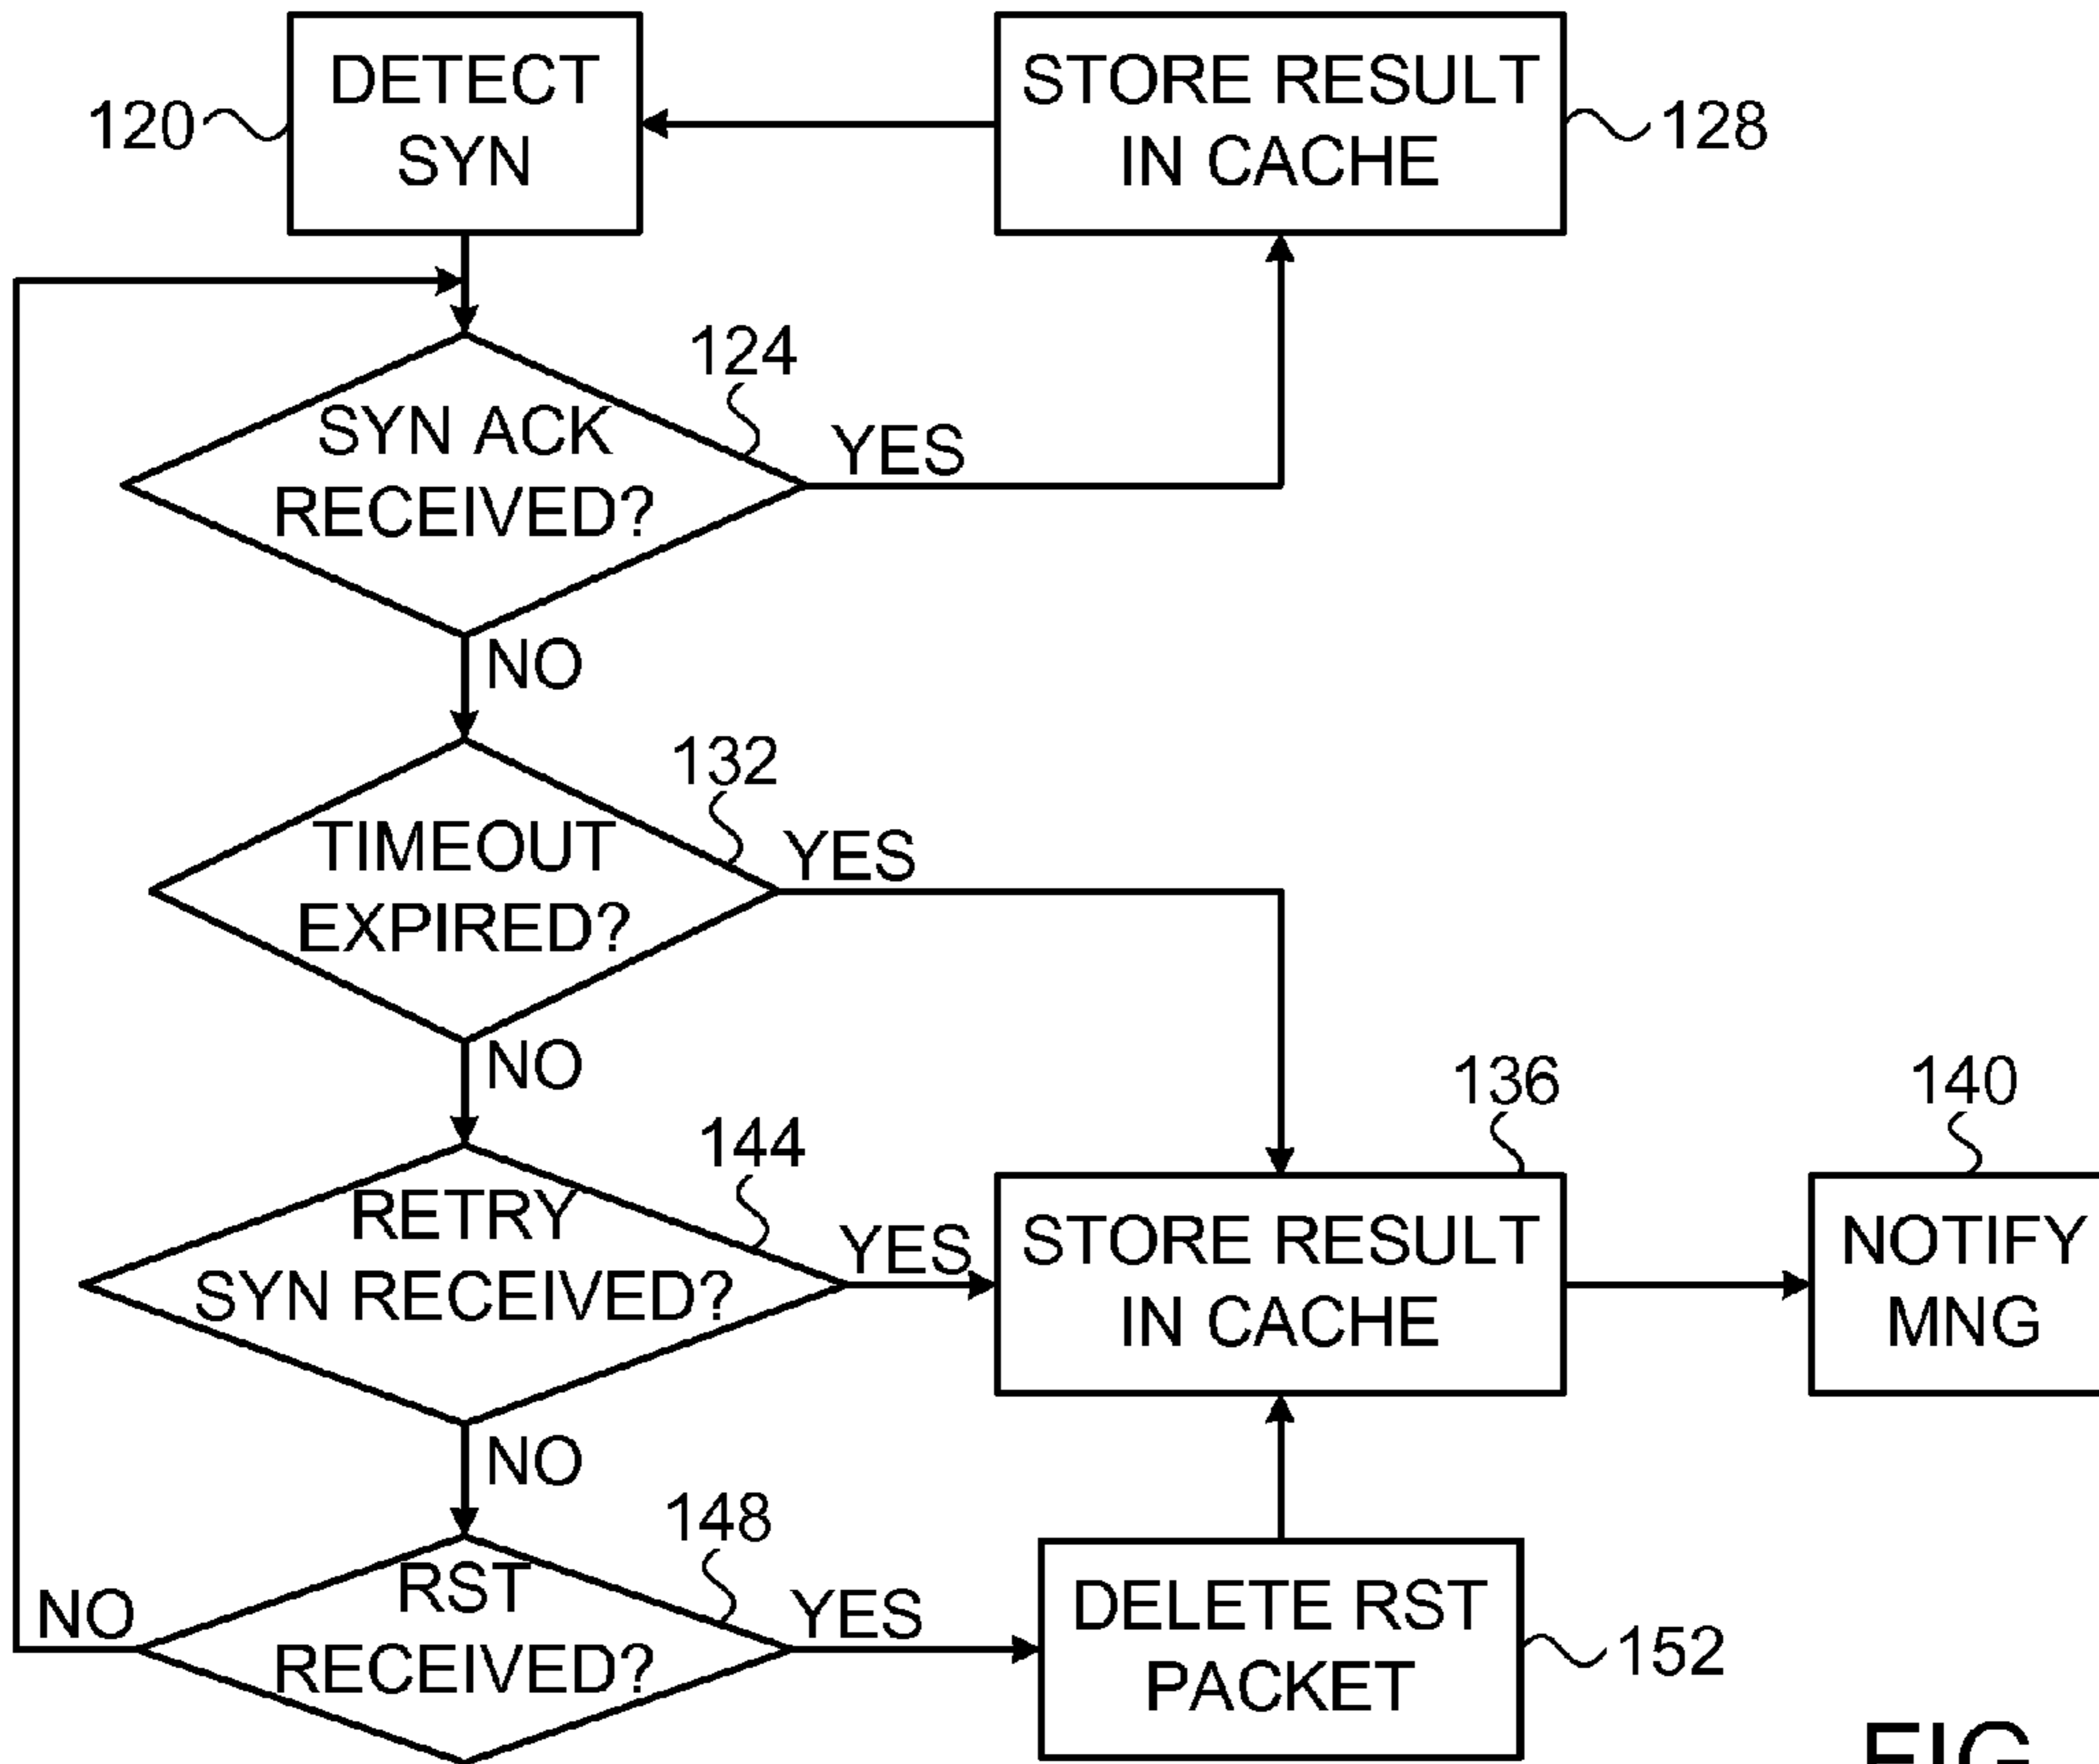 DETECT
SYN
120
STORE RESULT
IN CACHE
128
124
SYN ACK
RECEIVED?
YES
NO
132
TIMEOUT
EXPIRED?
YES
NO
144
RETRY
SYN RECEIVED?
YES
136
STORE RESULT
IN CACHE
140
NOTIFY
MNG
NO
148
RST
RECEIVED?
NO
YES
DELETE RST
PACKET
152
FIG